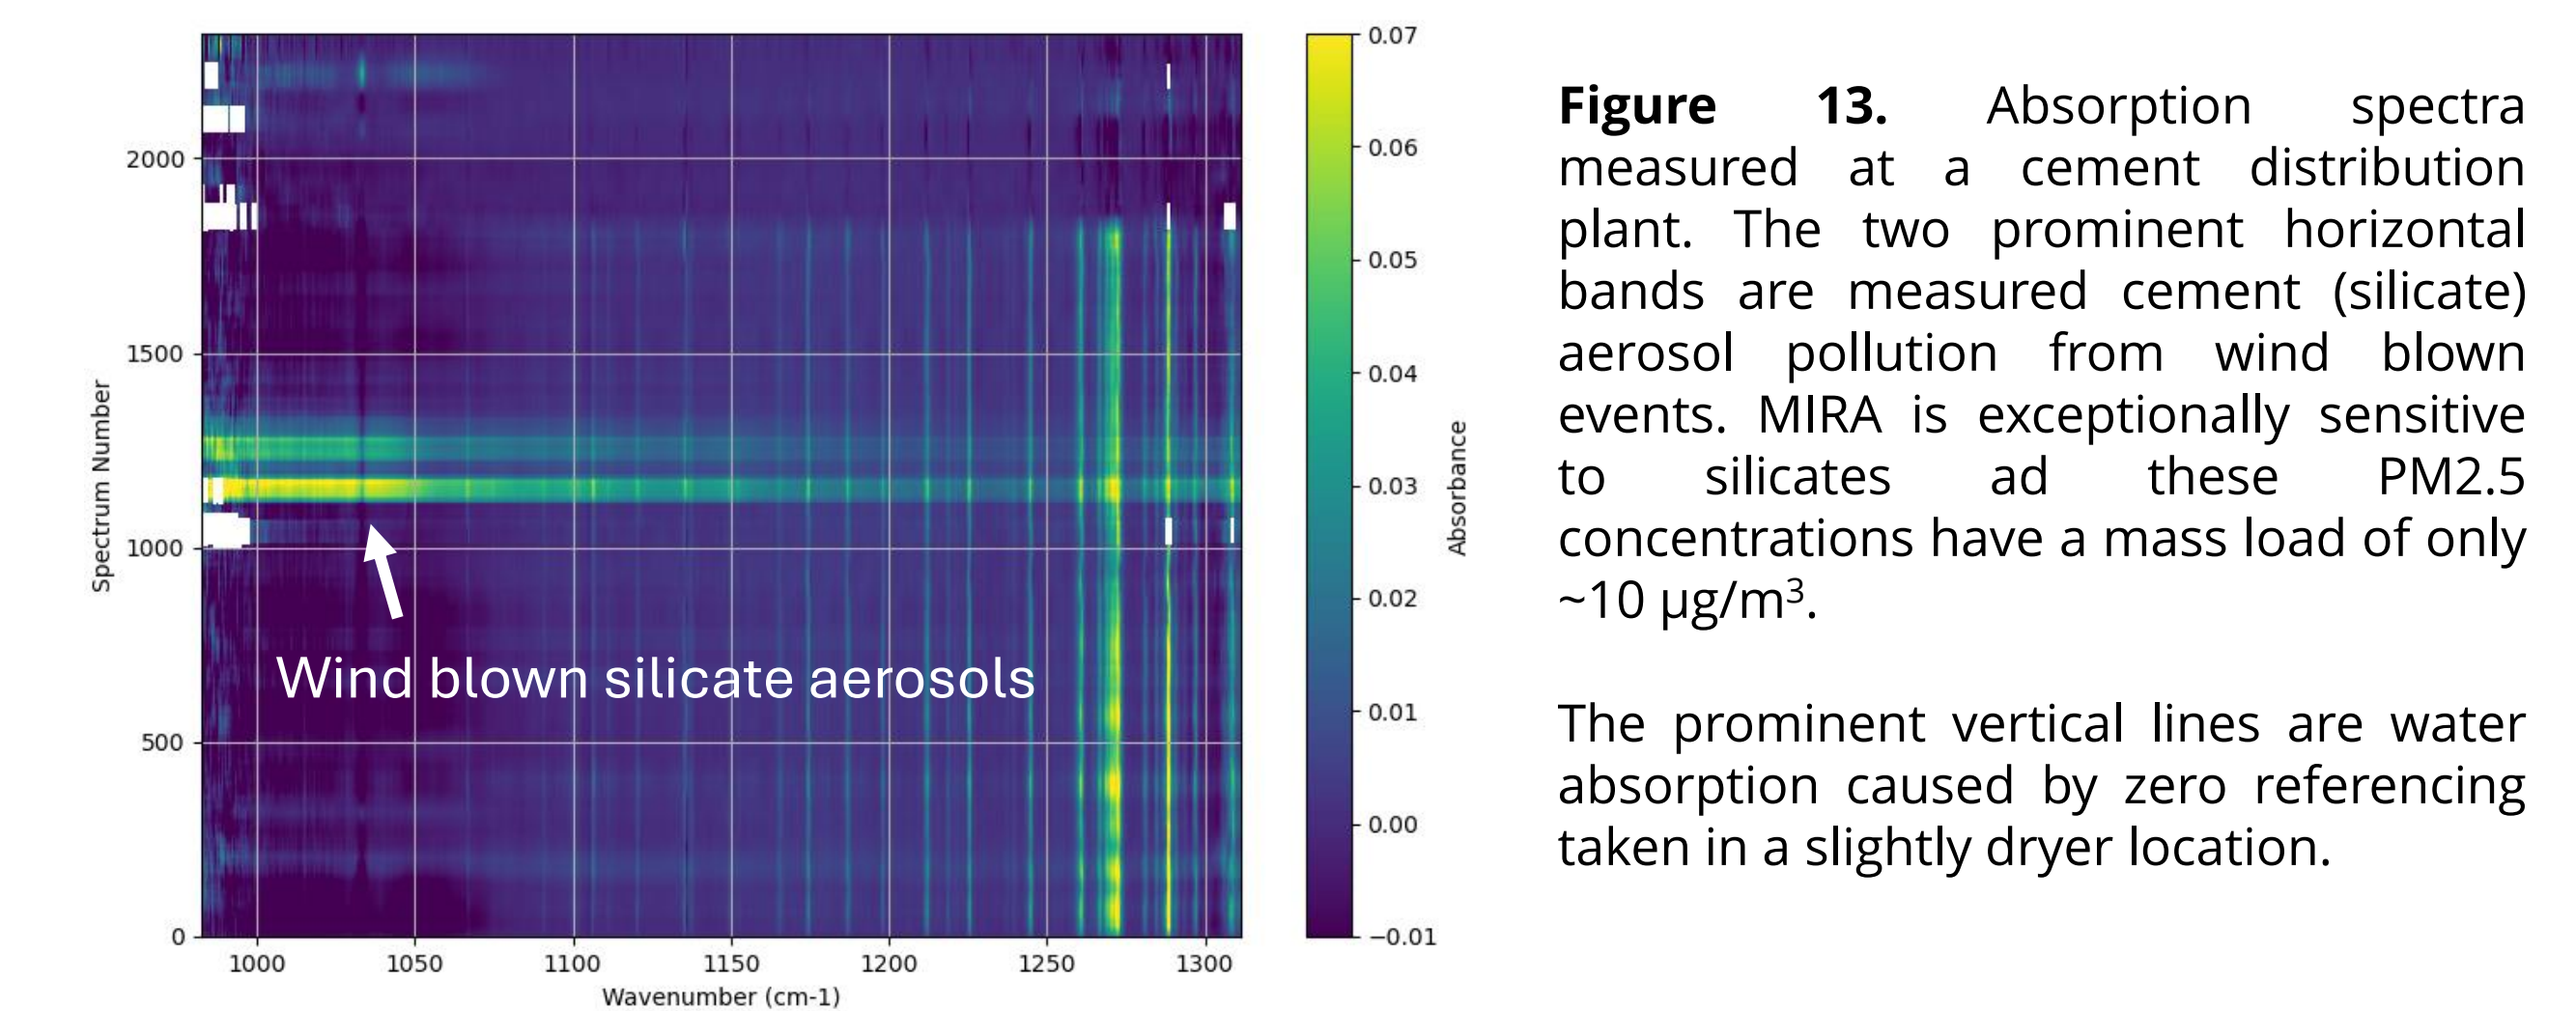 2000
1500
1000
500
0
Spectrum Number
1000 1050 1100 1150 1200 1250 1300
Wavenumber (cm-1)
Wind blown silicate aerosols
0.07
0.06
0.05
0.04
0.03
0.02
0.01
0.00
−0.01
Absorbance
Figure 13. Absorption spectra
measured at a cement distribution
plant. The two prominent horizontal
bands are measured cement (silicate)
aerosol pollution from wind blown
events. MIRA is exceptionally sensitive
to silicates ad these PM2.5
concentrations have a mass load of only
~10 μg/m³.
The prominent vertical lines are water
absorption caused by zero referencing
taken in a slightly dryer location.